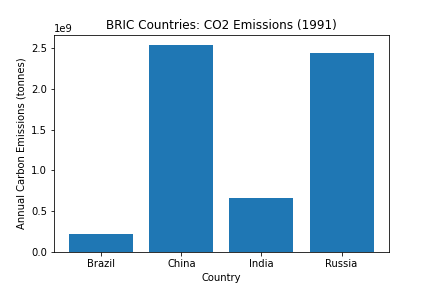 BRIC Countries: CO2 Emissions (1991)
1e9
Annual Carbon Emissions (tonnes)
2.5
2.0
1.5
1.0
0.5
0.0
Brazil China India Russia
Country